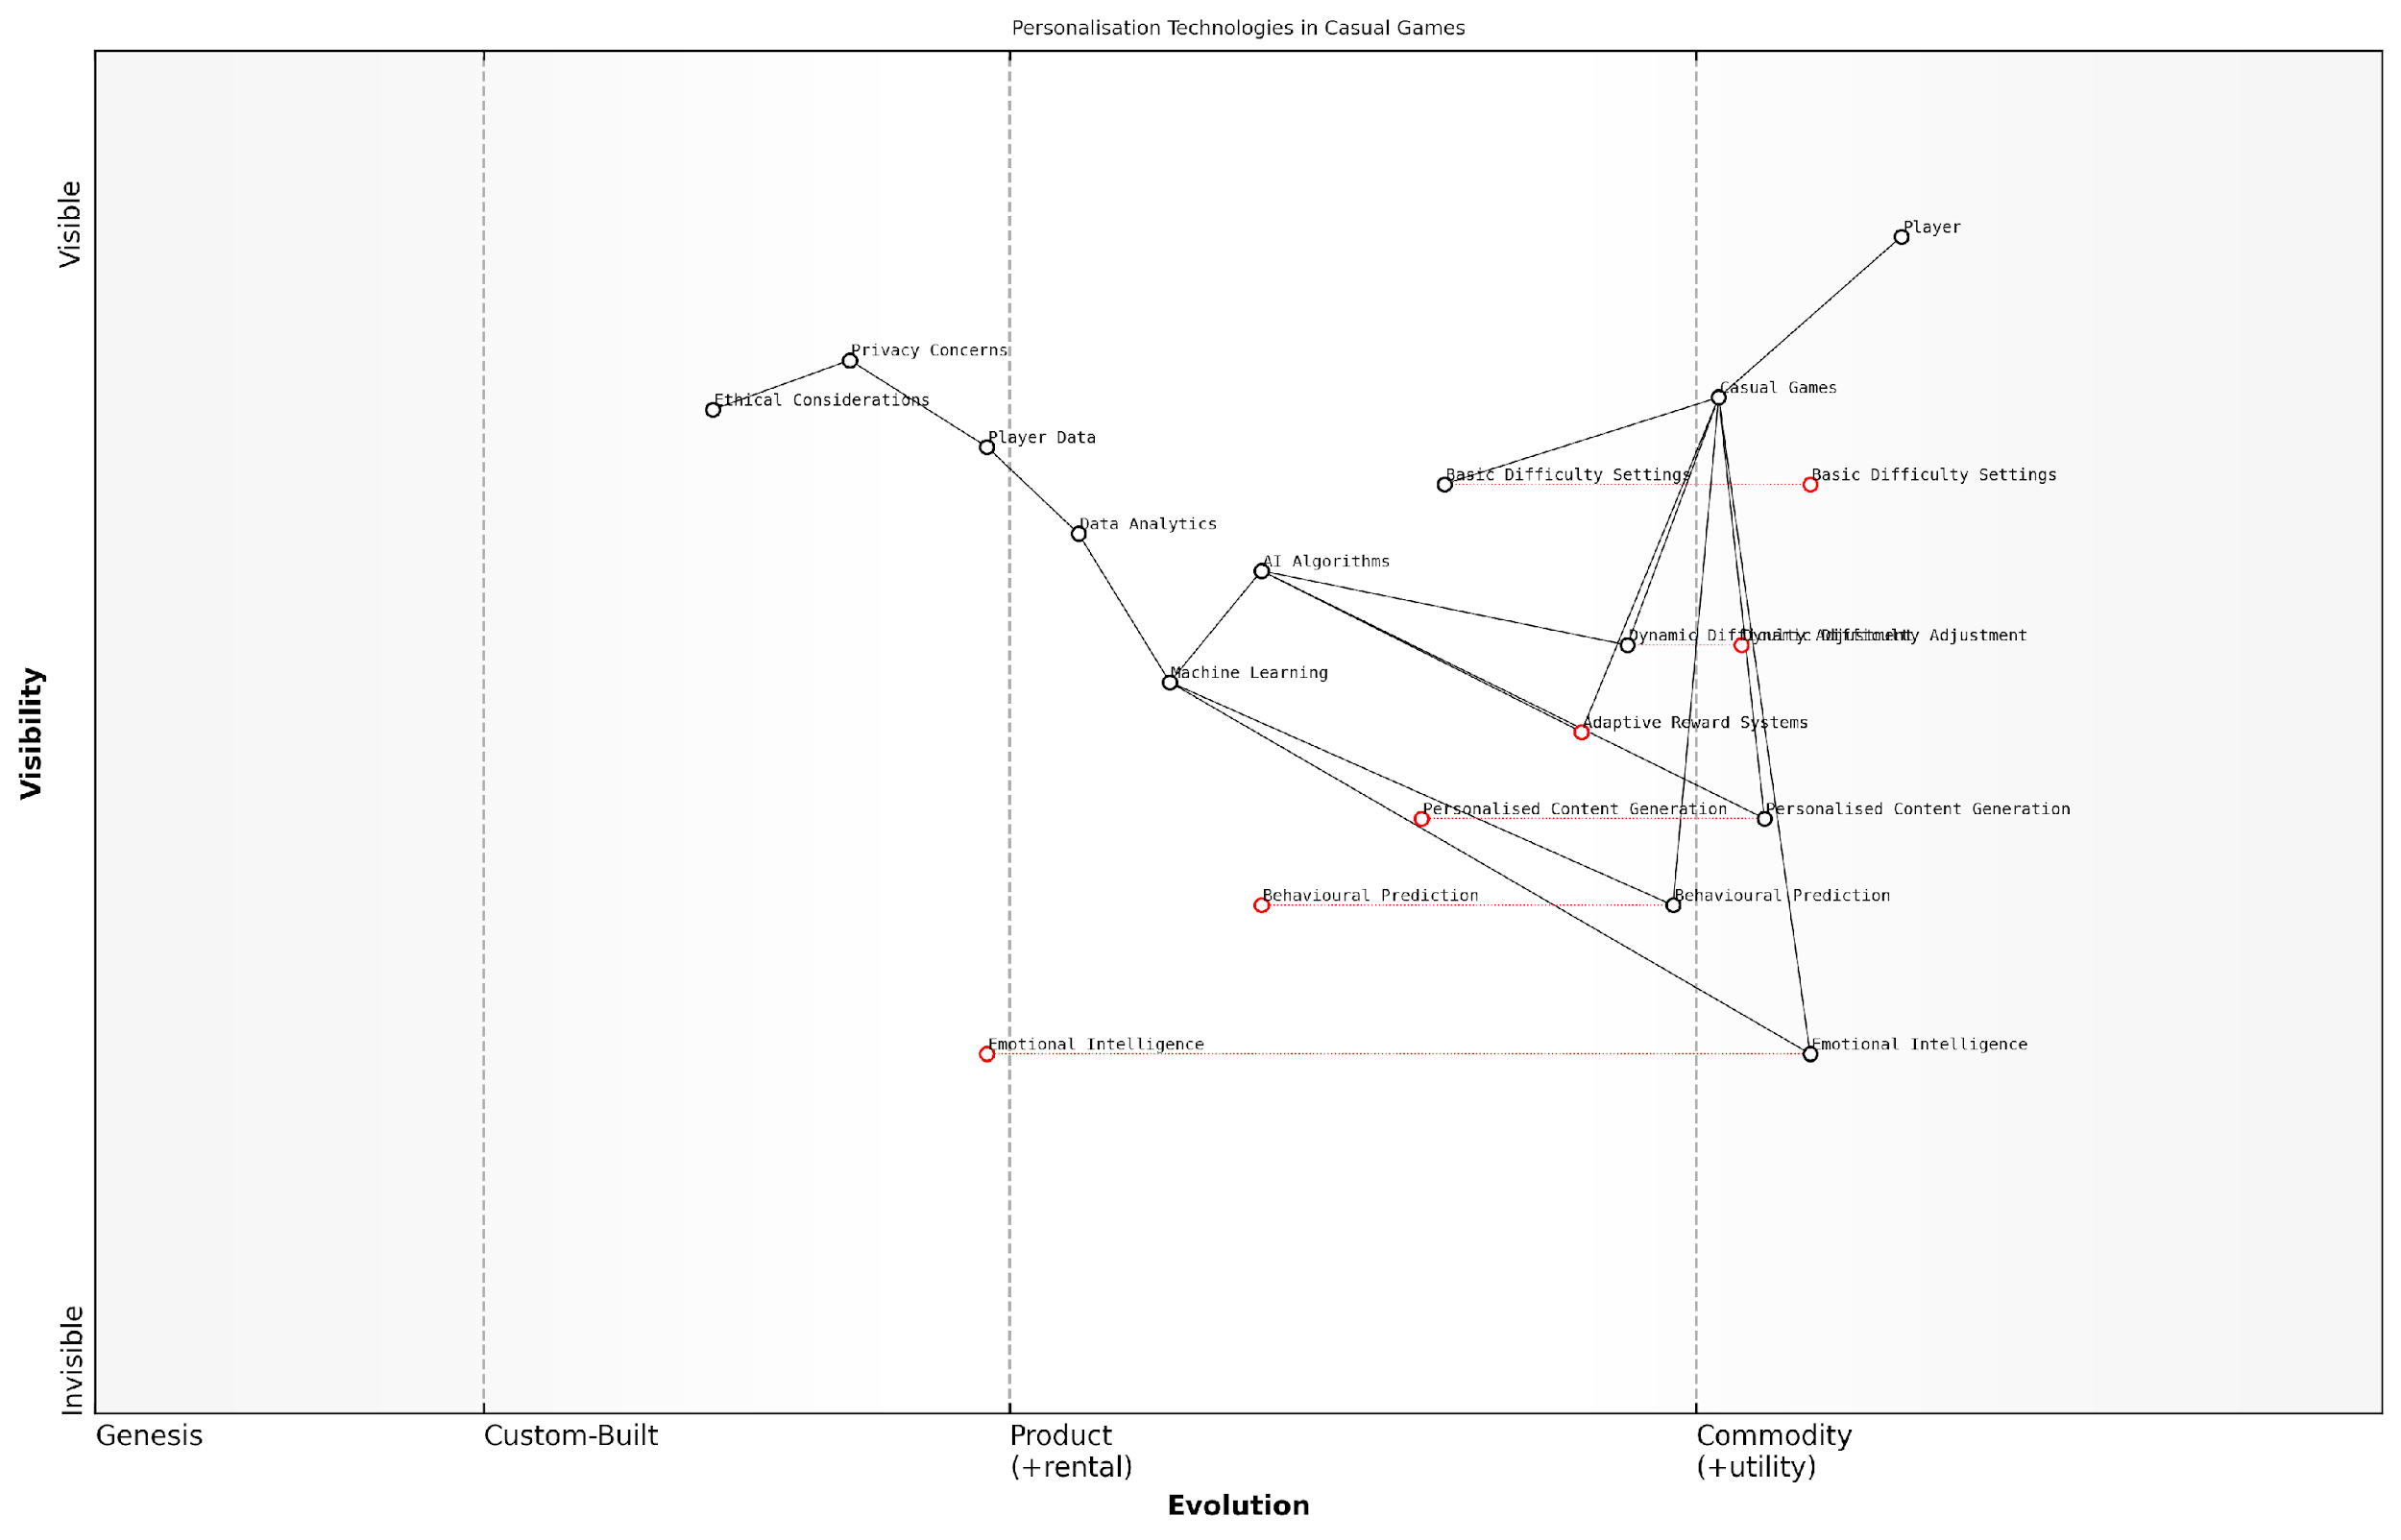 Personalisation Technologies in Casual Games
Visible
Player
Privacy Concerns
Casual Games
Ethical Considerations
Player Data
Basic Difficulty Settings
Basic Difficulty Settings
Data Analytics
AI Algorithms
Dynamic Difficulty Adjustment
Dynamic Difficulty Adjustment
Machine Learning
Adaptive Reward Systems
Visibility
Personalised Content Generation
Personalised Content Generation
Behavioural Prediction
Behavioural Prediction
Emotional Intelligence
Emotional Intelligence
Invisible
Genesis
Custom-Built
Product
(+rental)
Commodity
(+utility)
Evolution